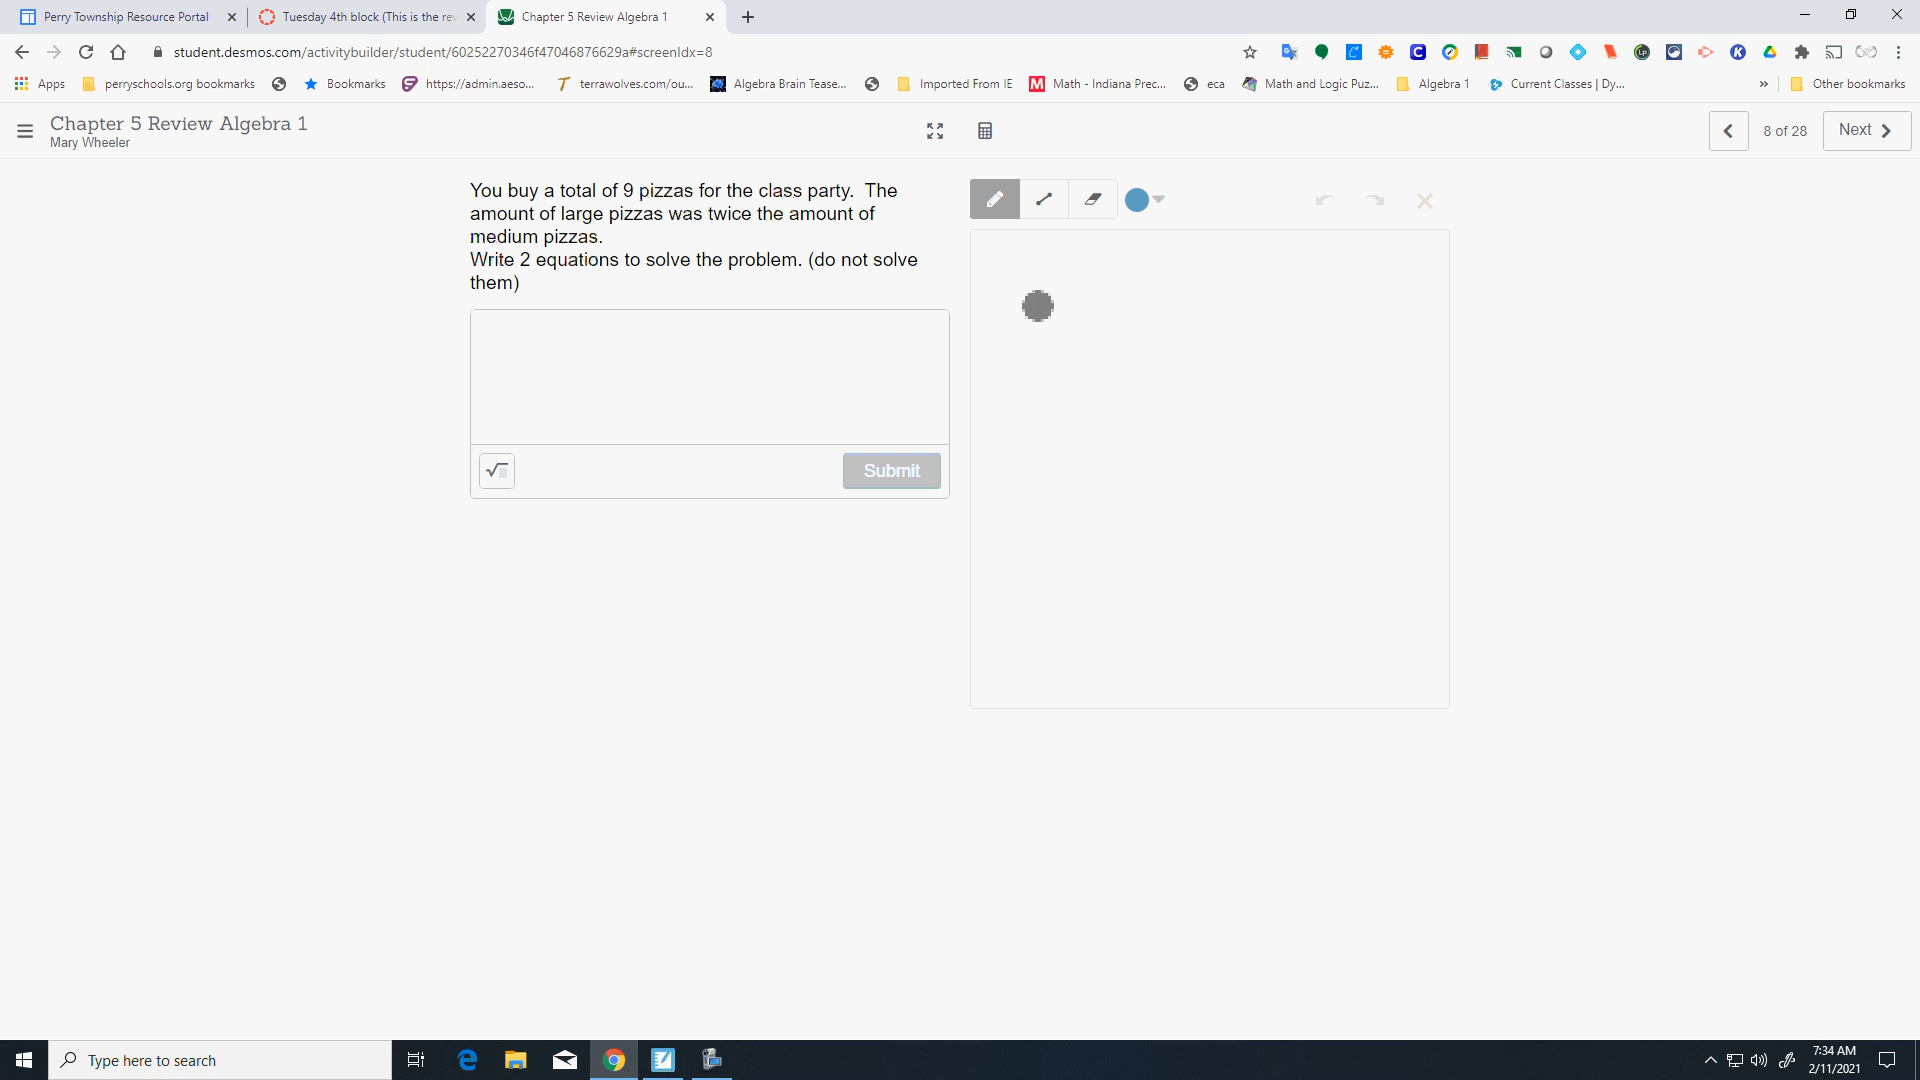 Perry Township Resource Portal
Tuesday 4th block (This is the rev
Chapter 5 Review Algebra 1
student.desmos.com/activitybuilder/student/60252270346f47046876629a#screenIdx=8
Apps
perryschools.org bookmarks
Bookmarks
https://admin.aeso...
terrawolves.com/ou...
Algebra Brain Tease...
Imported From IE
Math - Indiana Prec...
eca
Math and Logic Puz...
Algebra 1
Current Classes | Dy...
»
Other bookmarks
Chapter 5 Review Algebra 1
Mary Wheeler
8 of 28
Next
You buy a total of 9 pizzas for the class party. The
amount of large pizzas was twice the amount of
medium pizzas.
Write 2 equations to solve the problem. (do not solve
them)
Submit
Type here to search
7:34 AM
2/11/2021